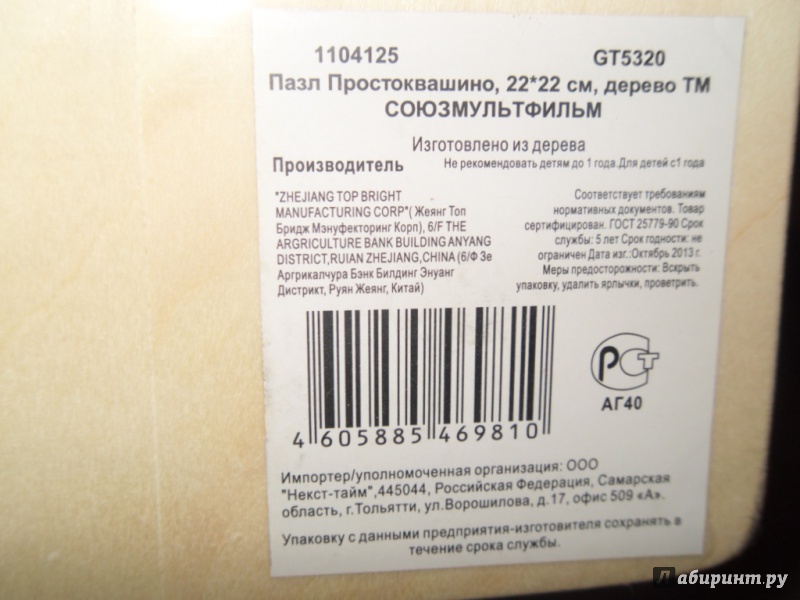 1104125 GT5320
Пазл Простоквашино, 22*22 см, дерево ТМ
СОЮЗМУЛЬТФИЛЬМ
Изготовлено из дерева
Производитель
Не рекомендовать детям до 1 года.Для детей с1 года
"ZHEJIANG TOP BRIGHT
MANUFACTURING CORP"( Жеянг Топ
Бридж Мэнуфекторинг Корп), 6/F THE
ARGRICULTURE BANK BUILDING ANYANG
DISTRICT,RUIAN ZHEJIANG,CHINA (6/Ф Зе
Аргрикалчура Бэнк Билдинг Энуанг
Дистрикт, Руян Жеянг, Китай)
Соответствует требованиям
нормативных документов. Товар
сертифицирован. ГОСТ 25779-90 Срок
службы: 5 лет Срок годности: не
ограничен Дата изг.:Октябрь 2013 г.
Меры предосторожности: Вскрыть
упаковку, удалить ярлычки, проветрить.
4 605885 469810
РСТ
АГ40
Импортер/уполномоченная организация: ООО
"Некст-тайм",445044, Российская Федерация, Самарская
область, г.Тольятти, ул.Ворошилова, д.17, офис 509 «А».
Упаковку с данными предприятия-изготовителя сохранять в
течение срока службы.
Лабиринт.ру